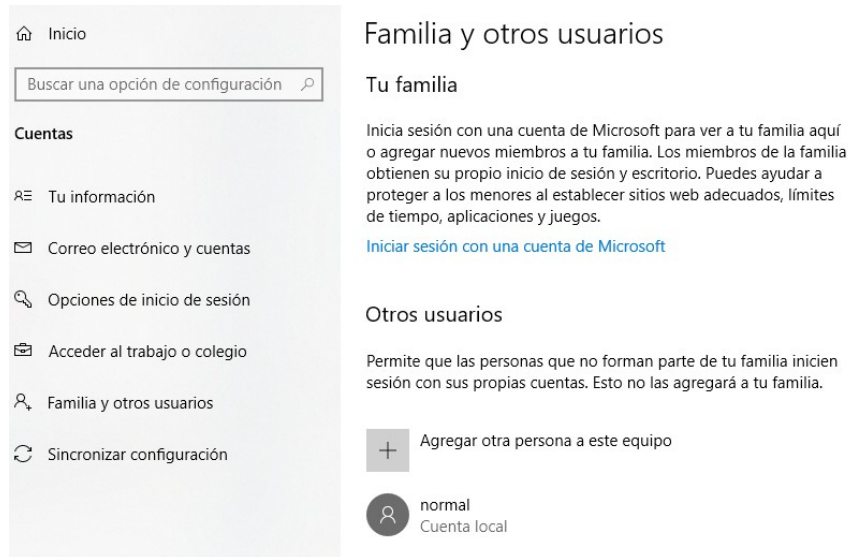 Inicio
Buscar una opción de configuración
Cuentas
Tu información
Correo electrónico y cuentas
Opciones de inicio de sesión
Acceder al trabajo o colegio
Familia y otros usuarios
Sincronizar configuración
Familia y otros usuarios
Tu familia
Inicia sesión con una cuenta de Microsoft para ver a tu familia aquí
o agregar nuevos miembros a tu familia. Los miembros de la familia
obtienen su propio inicio de sesión y escritorio. Puedes ayudar a
proteger a los menores al establecer sitios web adecuados, límites
de tiempo, aplicaciones y juegos.
Iniciar sesión con una cuenta de Microsoft
Otros usuarios
Permite que las personas que no forman parte de tu familia inicien
sesión con sus propias cuentas. Esto no las agregará a tu familia.
Agregar otra persona a este equipo
normal
Cuenta local